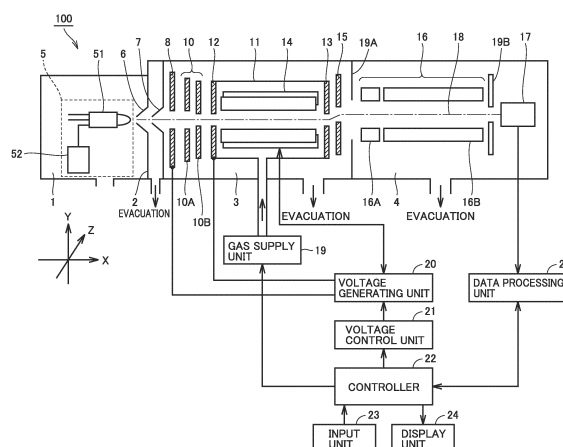 100
5 51 6 7 8 10 12 11 14 13 15 19A 16 18 19B 17
52
1 EVACUATION 2 10A 10B 3 EVACUATION 16A 4 EVACUATION 16B
Y Z X
GAS SUPPLY UNIT 19
VOLTAGE GENERATING UNIT 20
DATA PROCESSING UNIT
VOLTAGE CONTROL UNIT 21
CONTROLLER 22
INPUT UNIT 23
DISPLAY UNIT 24